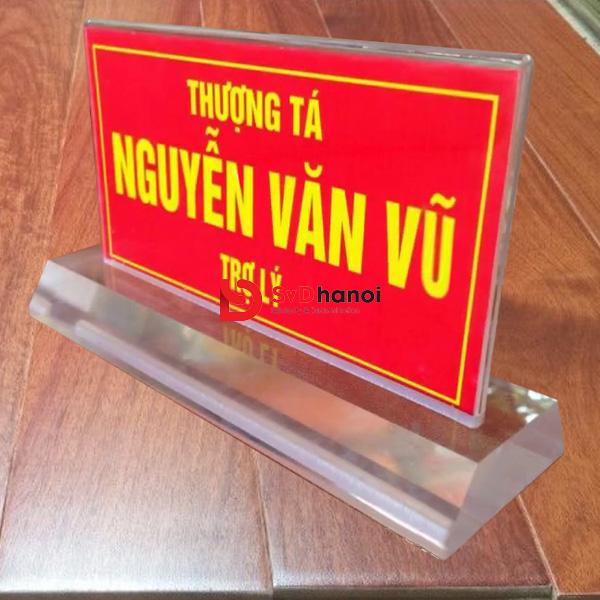 THƯỢNG TÁ
NGUYỄN VĂN VŨ
TRỢ LÝ
SvDhanoi